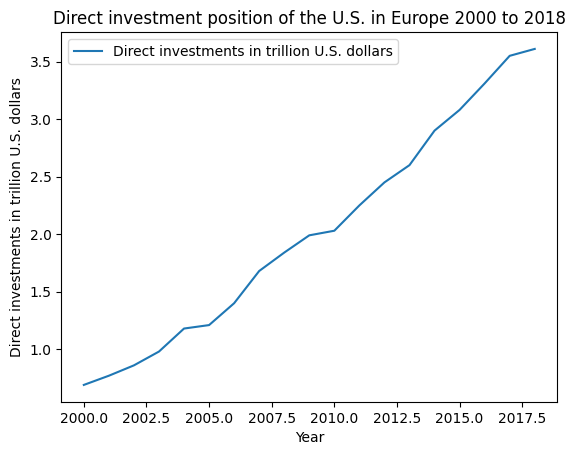 Direct investment position of the U.S. in Europe 2000 to 2018
Direct investments in trillion U.S. dollars
Direct investments in trillion U.S. dollars
3.5
3.0
2.5
2.0
1.5
1.0
2000.0 2002.5 2005.0 2007.5 2010.0 2012.5 2015.0 2017.5
Year